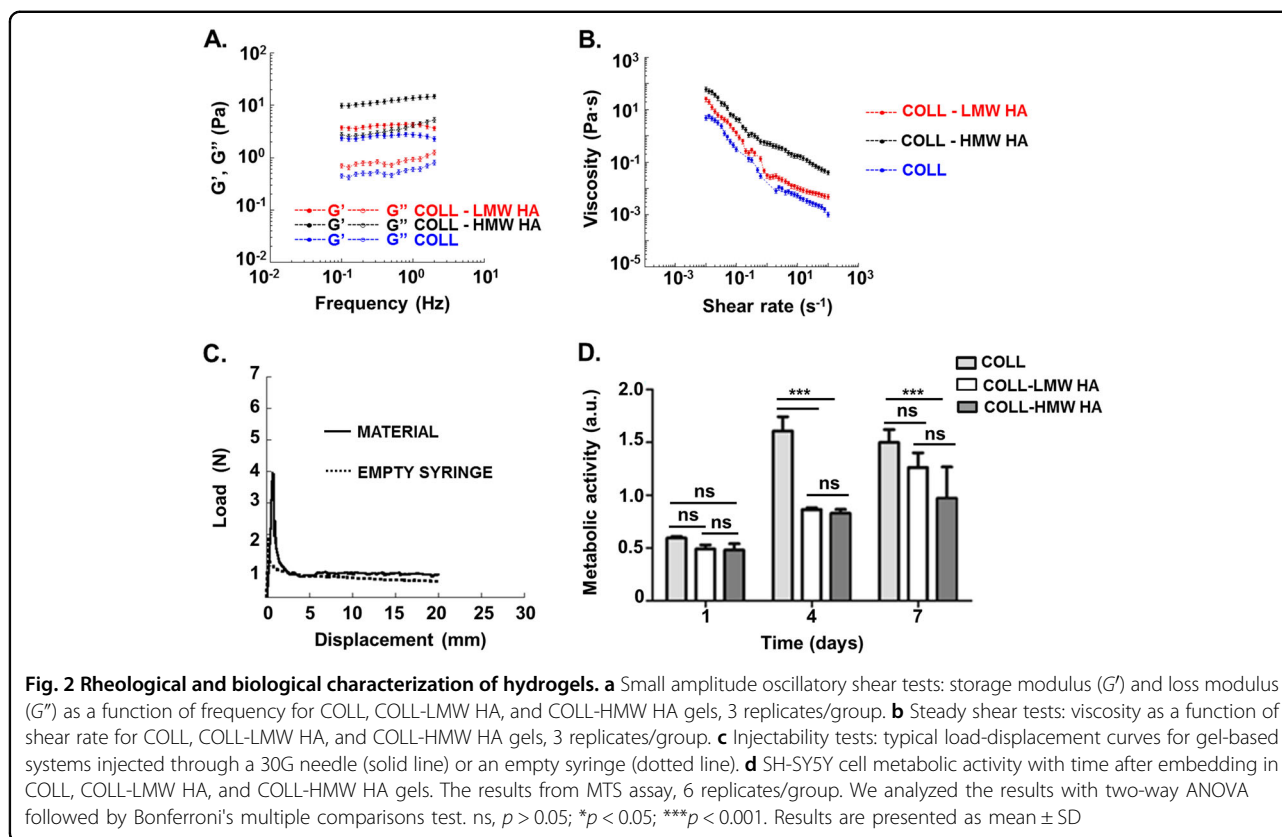 A.
10²
10¹
10⁰
10⁻¹
10⁻²
G', G'' (Pa)
G' G'' COLL - LMW HA
G' G'' COLL - HMW HA
G' G'' COLL
10⁻² 10⁻¹ 10⁰ 10¹
Frequency (Hz)
B.
10³
10¹
10⁻¹
10⁻³
10⁻⁵
Viscosity (Pa·s)
10⁻³ 10⁻¹ 10¹ 10³
Shear rate (s⁻¹)
COLL - LMW HA
COLL - HMW HA
COLL
C.
7
6
5
4
3
2
1
Load (N)
MATERIAL
EMPTY SYRINGE
0 5 10 15 20 25 30
Displacement (mm)
D.
COLL
COLL-LMW HA
COLL-HMW HA
2.0
1.5
1.0
0.5
0
Metabolic activity (a.u.)
ns
ns ns
***
ns
***
ns
ns
1 4 7
Time (days)
Fig. 2 Rheological and biological characterization of hydrogels. a Small amplitude oscillatory shear tests: storage modulus (G′) and loss modulus
(G″) as a function of frequency for COLL, COLL-LMW HA, and COLL-HMW HA gels, 3 replicates/group. b Steady shear tests: viscosity as a function of
shear rate for COLL, COLL-LMW HA, and COLL-HMW HA gels, 3 replicates/group. c Injectability tests: typical load-displacement curves for gel-based
systems injected through a 30G needle (solid line) or an empty syringe (dotted line). d SH-SY5Y cell metabolic activity with time after embedding in
COLL, COLL-LMW HA, and COLL-HMW HA gels. The results from MTS assay, 6 replicates/group. We analyzed the results with two-way ANOVA
followed by Bonferroni's multiple comparisons test. ns, p > 0.05; *p < 0.05; ***p < 0.001. Results are presented as mean ± SD